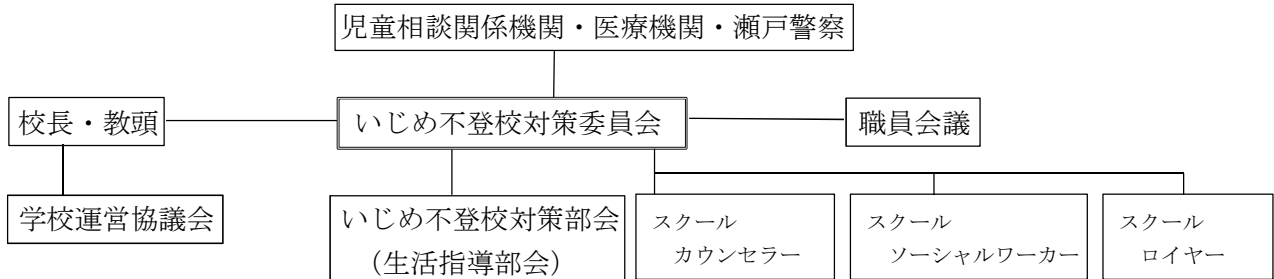 児童相談関係機関・医療機関・瀬戸警察
校長・教頭
いじめ不登校対策委員会
職員会議
学校運営協議会
いじめ不登校対策部会
（生活指導部会）
スクール
カウンセラー
スクール
ソーシャルワーカー
スクール
ロイヤー